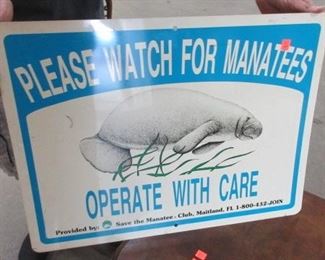 PLEASE WATCH FOR MANATEES
OPERATE WITH CARE
Provided by: Save the Manatee Club, Maitland, FL 1-800-432-JOIN